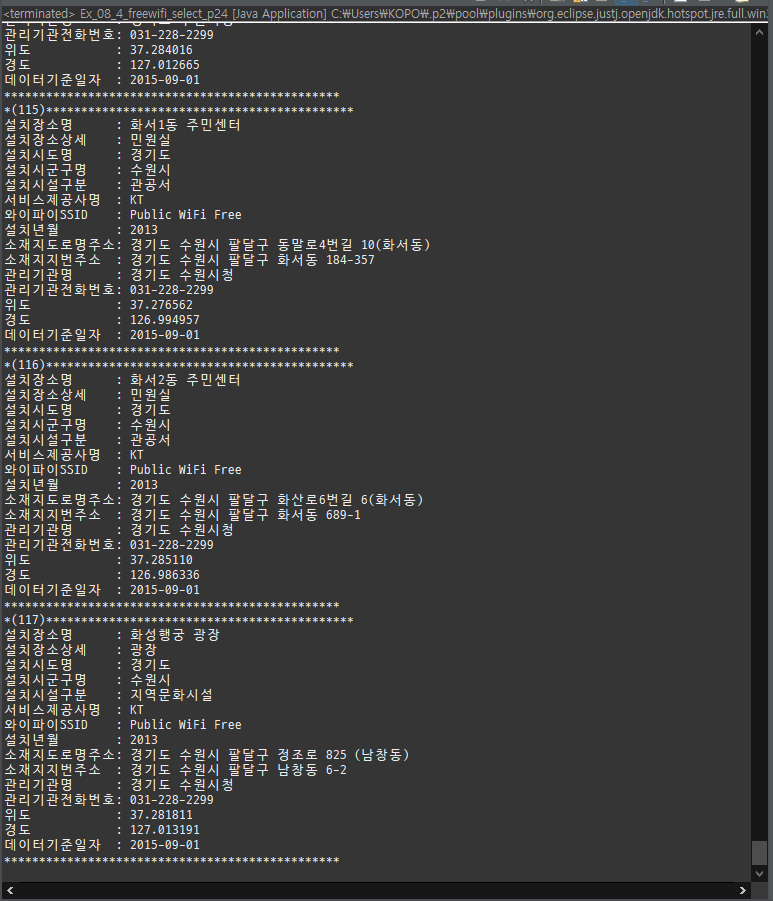 <terminated> Ex_08_4_freewifi_select_p24 [Java Application] C:₩Users₩KOPO₩.p2₩pool₩plugins₩org.eclipse.justj.openjdk.hotspot.jre.full.win
관리기관전화번호: 031-228-2299
위도 : 37.284016
경도 : 127.012665
데이터기준일자 : 2015-09-01
************************************************
*(115)********************************************
설치장소명 : 화서1동 주민센터
설치장소상세 : 민원실
설치시도명 : 경기도
설치시군구명 : 수원시
설치시설구분 : 관공서
서비스제공사명 : KT
와이파이SSID : Public WiFi Free
설치년월 : 2013
소재지도로명주소: 경기도 수원시 팔달구 동말로4번길 10(화서동)
소재지지번주소 : 경기도 수원시 팔달구 화서동 184-357
관리기관명 : 경기도 수원시청
관리기관전화번호: 031-228-2299
위도 : 37.276562
경도 : 126.994957
데이터기준일자 : 2015-09-01
************************************************
*(116)********************************************
설치장소명 : 화서2동 주민센터
설치장소상세 : 민원실
설치시도명 : 경기도
설치시군구명 : 수원시
설치시설구분 : 관공서
서비스제공사명 : KT
와이파이SSID : Public WiFi Free
설치년월 : 2013
소재지도로명주소: 경기도 수원시 팔달구 화산로6번길 6(화서동)
소재지지번주소 : 경기도 수원시 팔달구 화서동 689-1
관리기관명 : 경기도 수원시청
관리기관전화번호: 031-228-2299
위도 : 37.285110
경도 : 126.986336
데이터기준일자 : 2015-09-01
************************************************
*(117)********************************************
설치장소명 : 화성행궁 광장
설치장소상세 : 광장
설치시도명 : 경기도
설치시군구명 : 수원시
설치시설구분 : 지역문화시설
서비스제공사명 : KT
와이파이SSID : Public WiFi Free
설치년월 : 2013
소재지도로명주소: 경기도 수원시 팔달구 정조로 825 (남창동)
소재지지번주소 : 경기도 수원시 팔달구 남창동 6-2
관리기관명 : 경기도 수원시청
관리기관전화번호: 031-228-2299
위도 : 37.281811
경도 : 127.013191
데이터기준일자 : 2015-09-01
************************************************